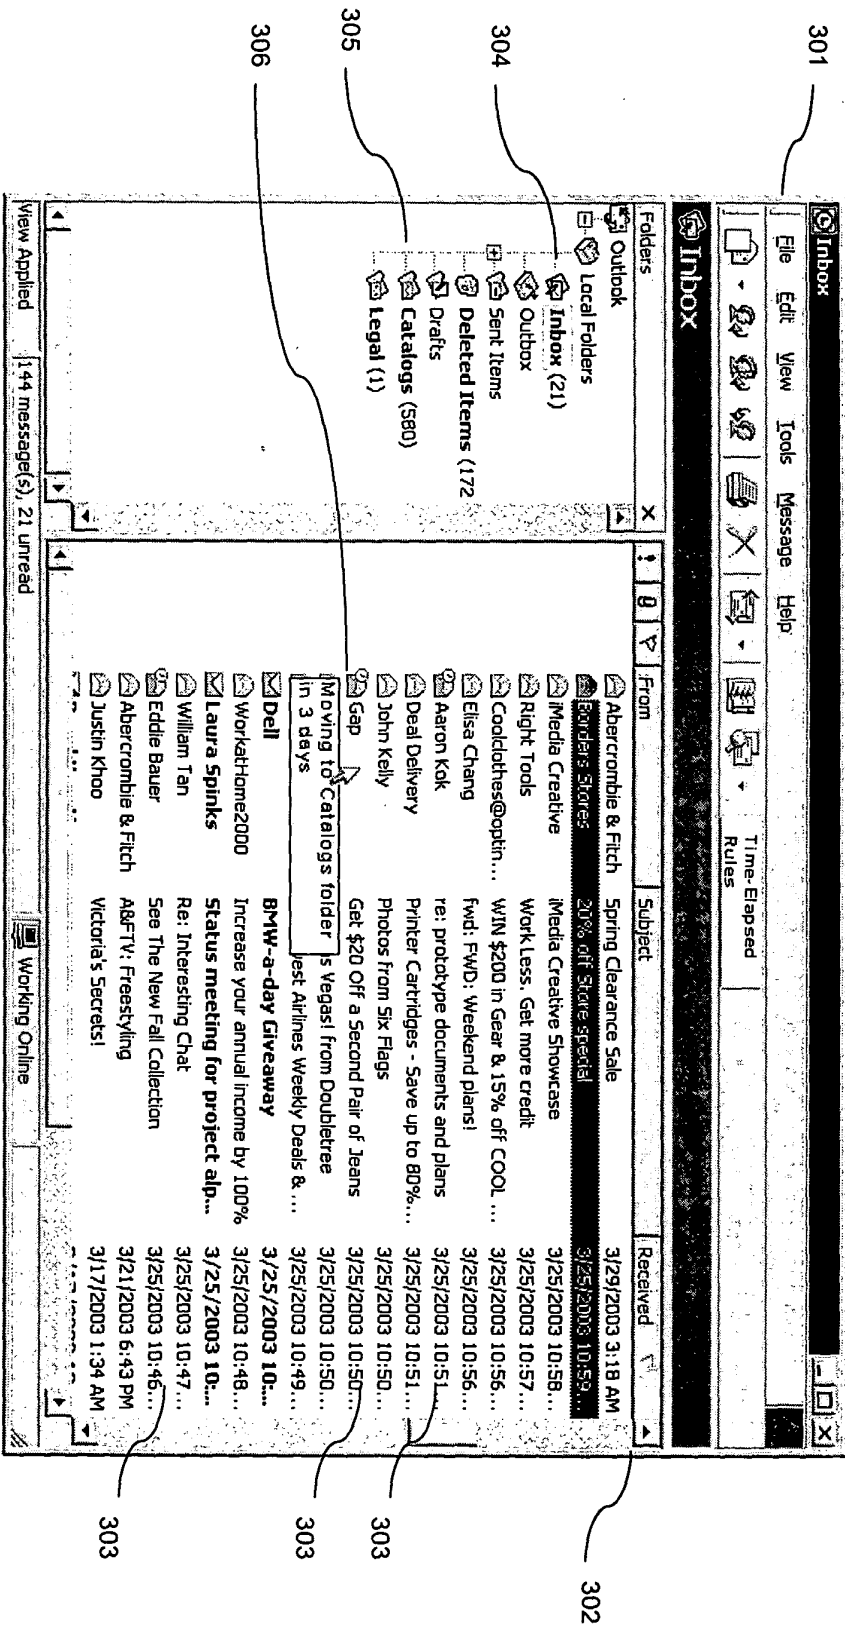 301
304
305
306
Inbox
File Edit View Tools Message Help
Time-Elapsed
Rules
Inbox
Folders
Outlook
Local Folders
Inbox (21)
Outbox
Sent Items
Deleted Items (172
Drafts
Catalogs (580)
Legal (1)
! From Subject Received
Abercrombie & Fitch Spring Clearance Sale 3/29/2003 3:18 AM
Borders Stores 20% off Store special 3/25/2003 10:59...
iMedia Creative iMedia Creative Showcase 3/25/2003 10:58...
Right Tools Work Less. Get more credit 3/25/2003 10:57...
Coolclothes@optin... WIN $200 in Gear & 15% off COOL ... 3/25/2003 10:56...
Elisa Chang fwd: FWD: Weekend plans! 3/25/2003 10:56...
Aaron Kok re: prototype documents and plans 3/25/2003 10:51...
Deal Delivery Printer Cartridges - Save up to 80%... 3/25/2003 10:51...
John Kelly Photos from Six Flags 3/25/2003 10:50...
Gap Get $20 Off a Second Pair of Jeans 3/25/2003 10:50...
Moving to Catalogs folder s Vegas! from Doubletree 3/25/2003 10:50...
in 3 days est Airlines Weekly Deals & ... 3/25/2003 10:49...
Dell BMW-a-day Giveaway 3/25/2003 10:...
WorkatHome2000 Increase your annual income by 100% 3/25/2003 10:48...
Laura Spinks Status meeting for project alp... 3/25/2003 10:...
William Tan Re: Interesting Chat 3/25/2003 10:47...
Eddie Bauer See The New Fall Collection 3/25/2003 10:46...
Abercrombie & Fitch A&FTV: Freestyling 3/21/2003 6:43 PM
Justin Khoo Victoria's Secrets! 3/17/2003 1:34 AM
View Applied 144 message(s), 21 unread Working Online
302
303
303
303